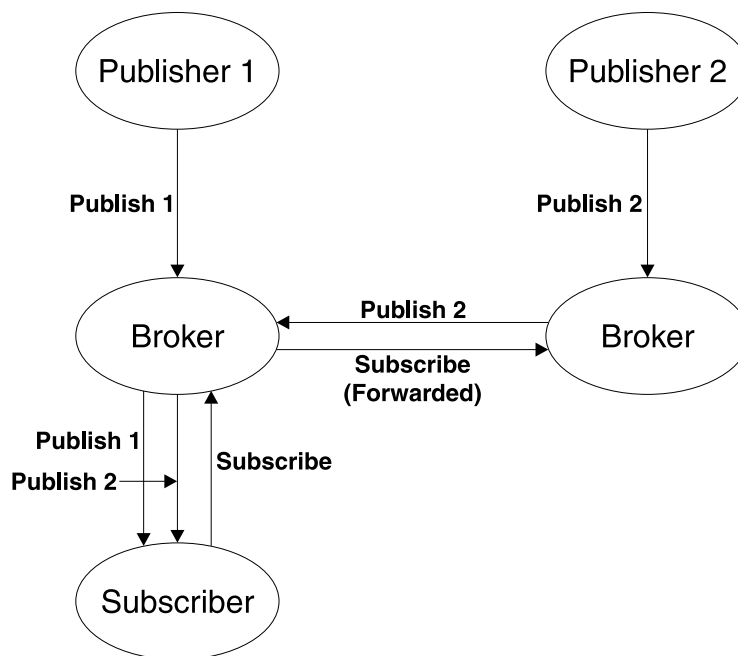 Publisher 1
Publisher 2
Publish 1
Publish 2
Broker
Publish 2
Broker
Subscribe
(Forwarded)
Publish 1
Subscribe
Publish 2
Subscriber